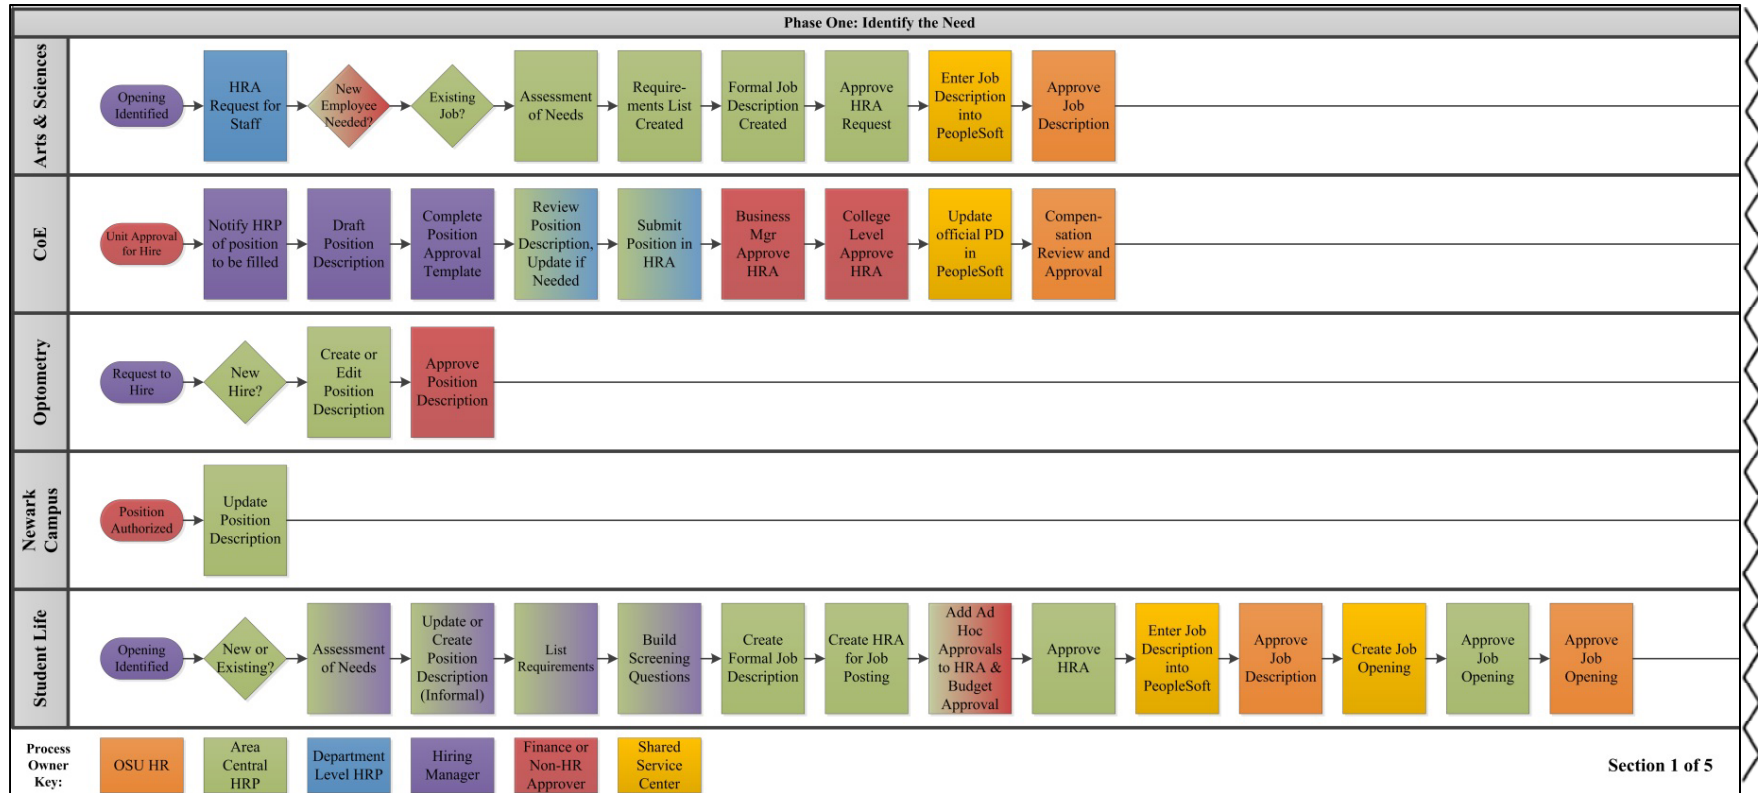 Phase One: Identify the Need
Arts & Sciences
Opening
Identified
HRA
Request for
Staff
New
Employee
Needed?
Existing
Job?
Assessment
of Needs
Require-
ments List
Created
Formal Job
Description
Created
Approve
HRA
Request
Enter Job
Description
into
PeopleSoft
Approve
Job
Description
CoE
Unit Approval
for Hire
Notify HRP
of position
to be filled
Draft
Position
Description
Complete
Position
Approval
Template
Review
Position
Description,
Update if
Needed
Submit
Position in
HRA
Business
Mgr
Approve
HRA
College
Level
Approve
HRA
Update
official PD
in
PeopleSoft
Compen-
sation
Review and
Approval
Optometry
Request to
Hire
New
Hire?
Create or
Edit
Position
Description
Approve
Position
Description
Newark
Campus
Position
Authorized
Update
Position
Description
Student Life
Opening
Identified
New or
Existing?
Assessment
of Needs
Update or
Create
Position
Description
(Informal)
List
Requirements
Build
Screening
Questions
Create
Formal Job
Description
Create HRA
for Job
Posting
Add Ad
Hoc
Approvals
to HRA &
Budget
Approval
Approve
HRA
Enter Job
Description
into
PeopleSoft
Approve
Job
Description
Create Job
Opening
Approve
Job
Opening
Approve
Job
Opening
Process
Owner
Key:
OSU HR
Area
Central
HRP
Department
Level HRP
Hiring
Manager
Finance or
Non-HR
Approver
Shared
Service
Center
Section 1 of 5